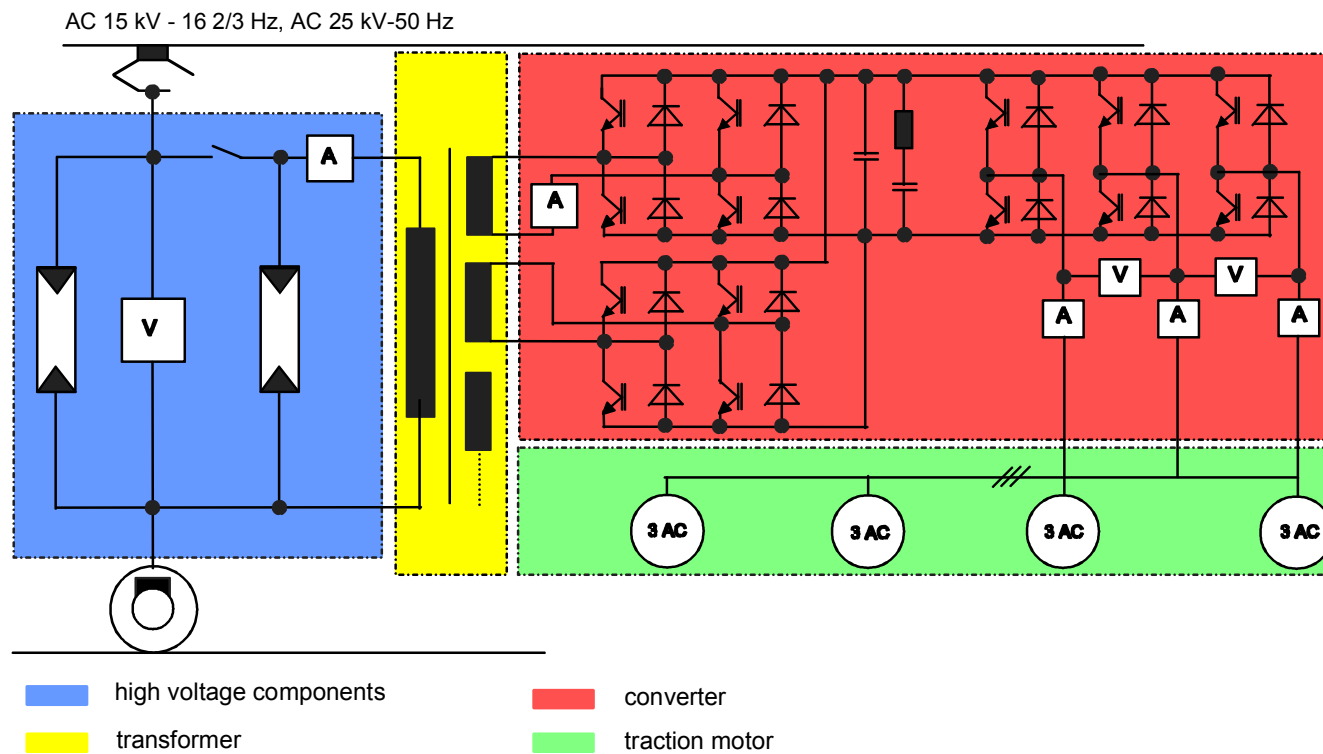 AC 15 kV - 16 2/3 Hz, AC 25 kV-50 Hz
A
A
V
V
V
A
A
A
3 AC
3 AC
3 AC
3 AC
high voltage components
converter
transformer
traction motor